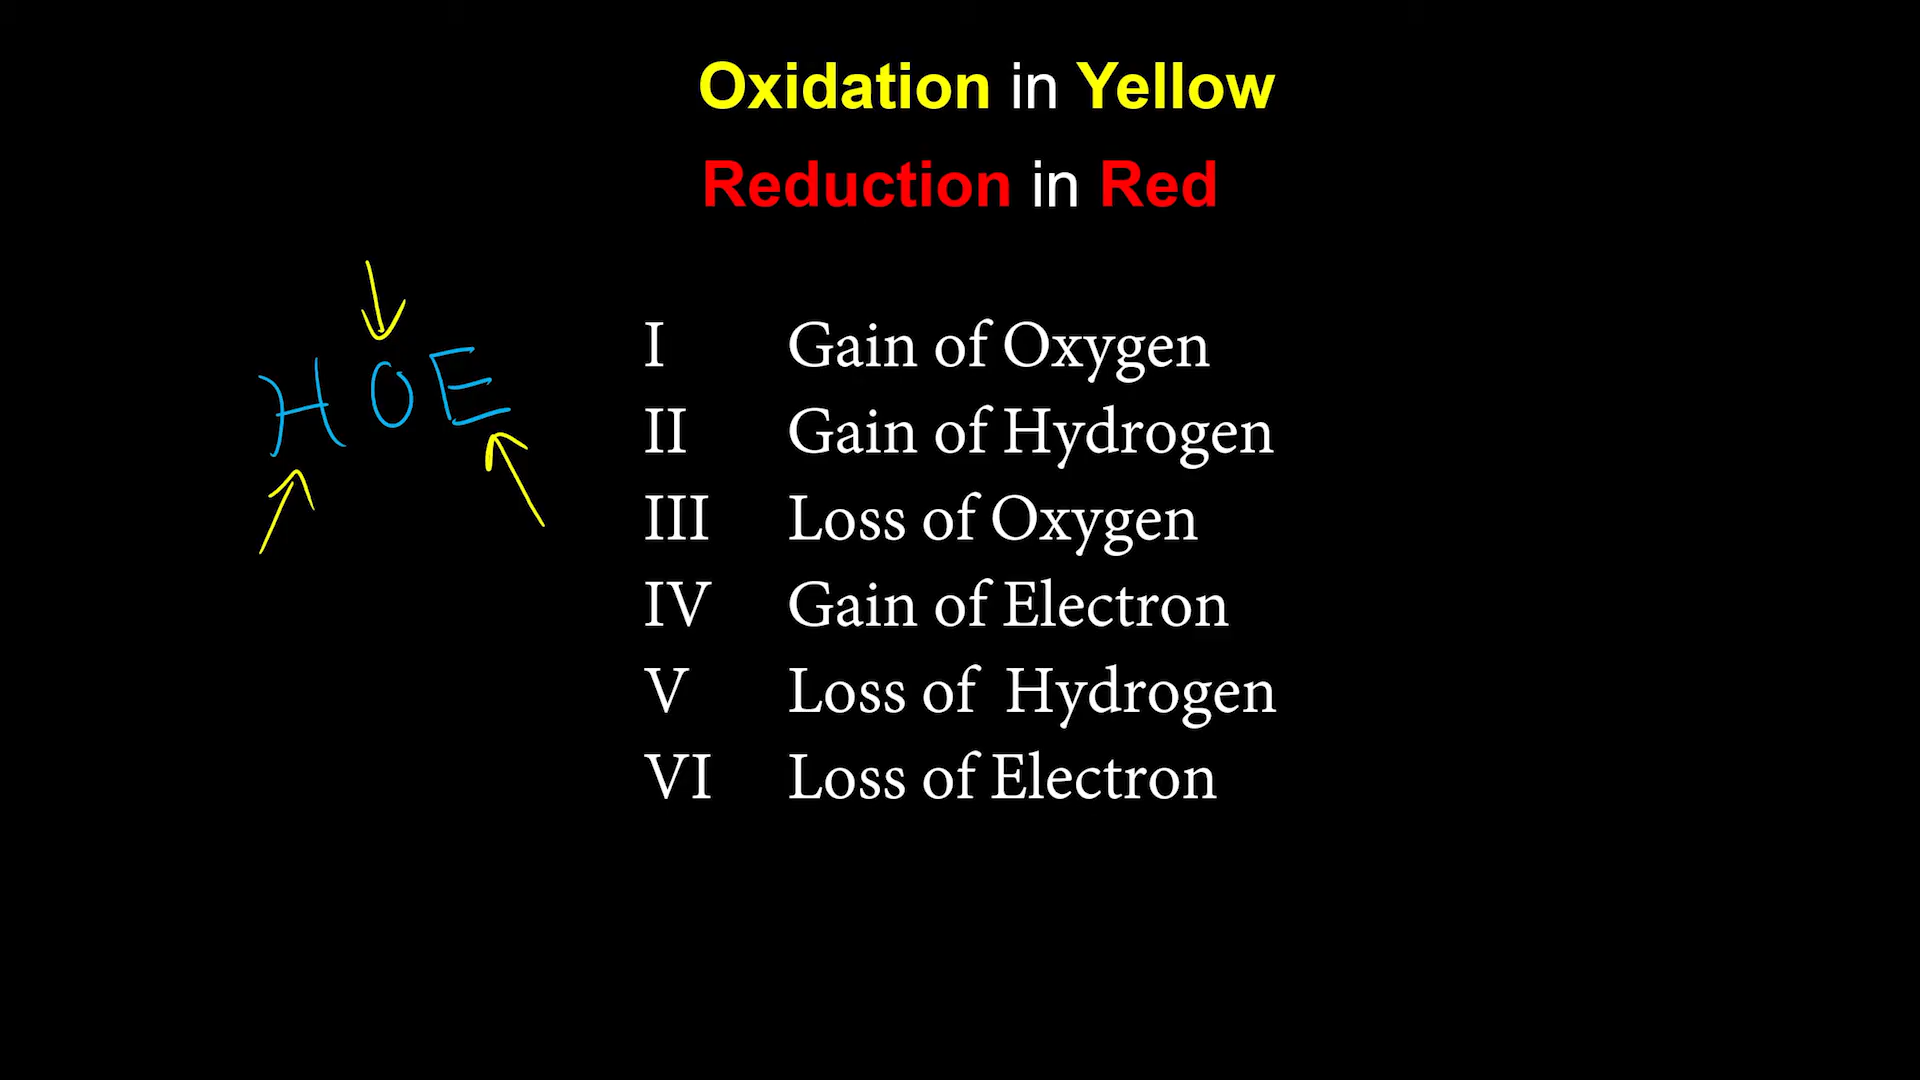 Oxidation in Yellow
Reduction in Red
HOE
I Gain of Oxygen
II Gain of Hydrogen
III Loss of Oxygen
IV Gain of Electron
V Loss of Hydrogen
VI Loss of Electron